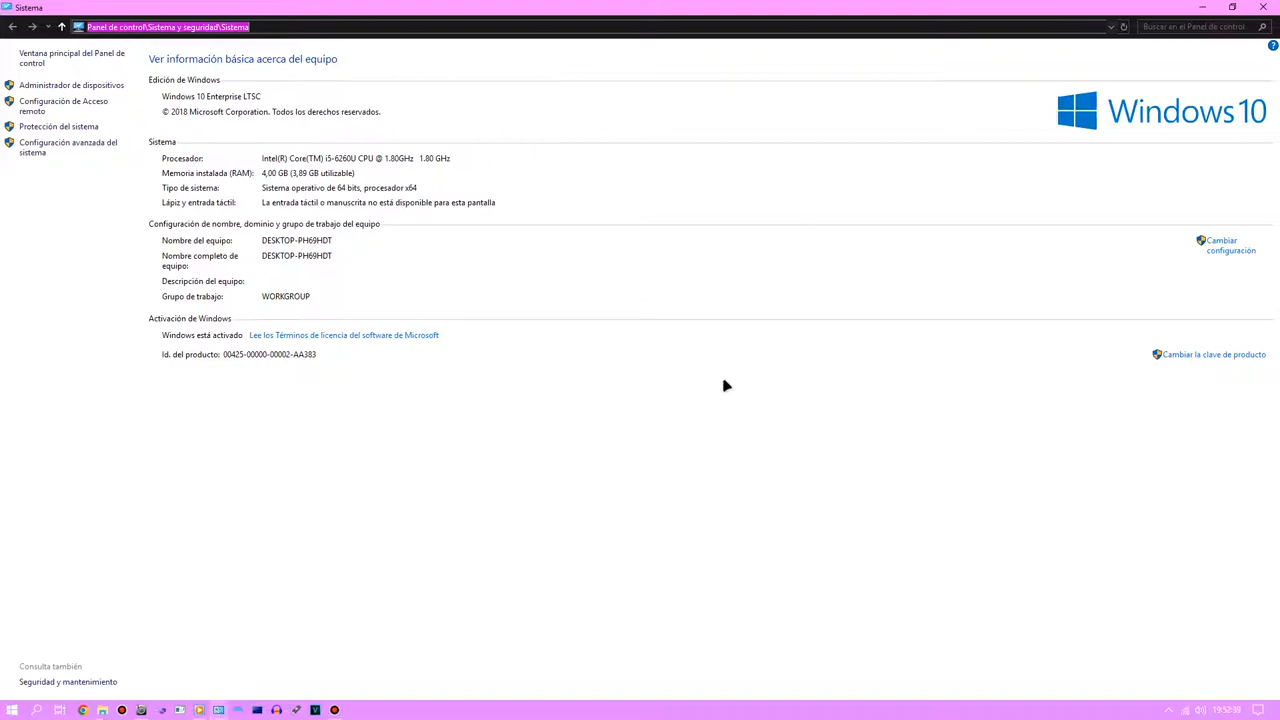 Sistema
Panel de control\Sistema y seguridad\Sistema
Buscar en el Panel de control
Ventana principal del Panel de
control
Administrador de dispositivos
Configuración de Acceso
remoto
Protección del sistema
Configuración avanzada del
sistema
Ver información básica acerca del equipo
Edición de Windows
Windows 10 Enterprise LTSC
© 2018 Microsoft Corporation. Todos los derechos reservados.
Windows 10
Sistema
Procesador: Intel(R) Core(TM) i5-6260U CPU @ 1.80GHz 1.80 GHz
Memoria instalada (RAM): 4,00 GB (3,89 GB utilizable)
Tipo de sistema: Sistema operativo de 64 bits, procesador x64
Lápiz y entrada táctil: La entrada táctil o manuscrita no está disponible para esta pantalla
Configuración de nombre, dominio y grupo de trabajo del equipo
Nombre del equipo: DESKTOP-PH69HDT
Cambiar
configuración
Nombre completo de
equipo: DESKTOP-PH69HDT
Descripción del equipo:
Grupo de trabajo: WORKGROUP
Activación de Windows
Windows está activado Lee los Términos de licencia del software de Microsoft
Id. del producto: 00425-00000-00002-AA383
Cambiar la clave de producto
Consulta también
Seguridad y mantenimiento
19:52:39